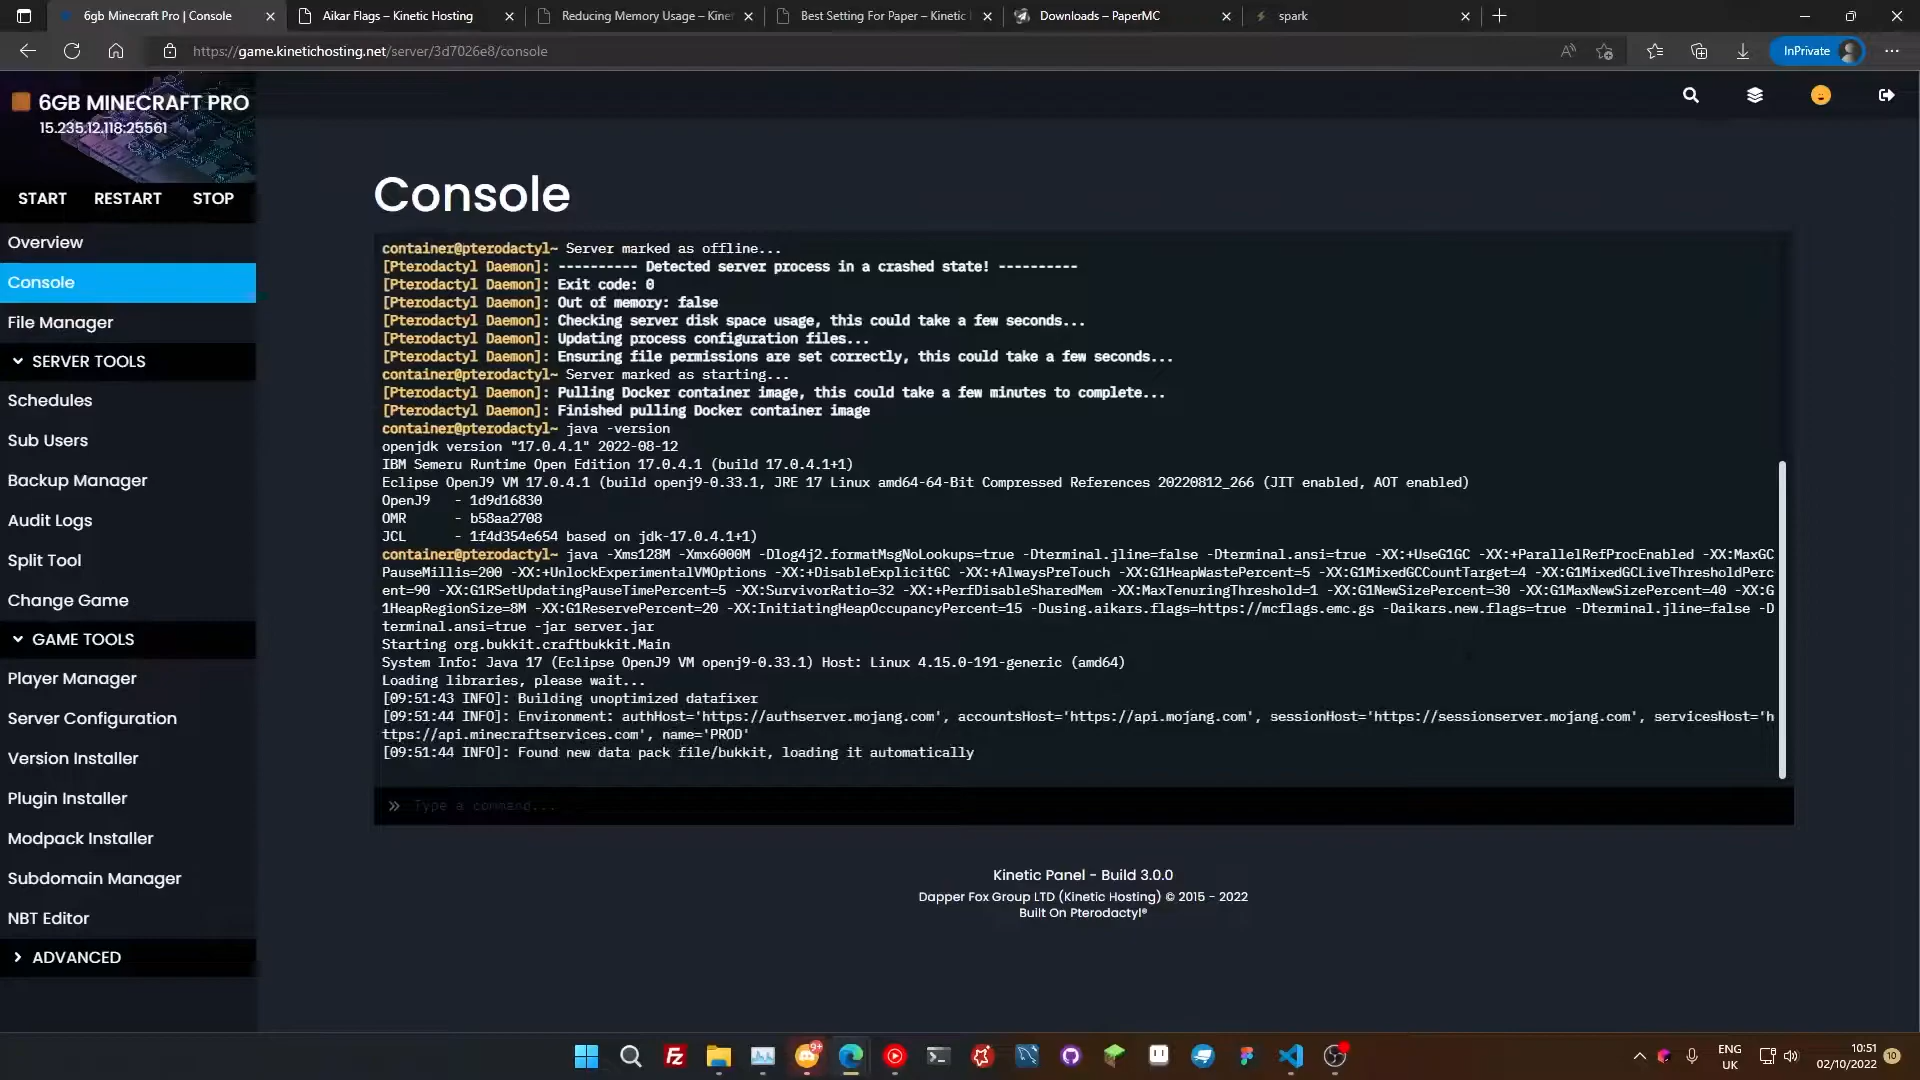 6gb Minecraft Pro | Console
Aikar Flags – Kinetic Hosting
Reducing Memory Usage – Kinet
Best Setting For Paper – Kinetic
Downloads – PaperMC
spark
https://game.kinetichosting.net/server/3d7026e8/console
InPrivate
6GB MINECRAFT PRO
15.235.12.118:25561
START RESTART STOP
Overview
Console
File Manager
SERVER TOOLS
Schedules
Sub Users
Backup Manager
Audit Logs
Split Tool
Change Game
GAME TOOLS
Player Manager
Server Configuration
Version Installer
Plugin Installer
Modpack Installer
Subdomain Manager
NBT Editor
ADVANCED
Console
container@pterodactyl~ Server marked as offline...
[Pterodactyl Daemon]: ---------- Detected server process in a crashed state! ----------
[Pterodactyl Daemon]: Exit code: 0
[Pterodactyl Daemon]: Out of memory: false
[Pterodactyl Daemon]: Checking server disk space usage, this could take a few seconds...
[Pterodactyl Daemon]: Updating process configuration files...
[Pterodactyl Daemon]: Ensuring file permissions are set correctly, this could take a few seconds...
container@pterodactyl~ Server marked as starting...
[Pterodactyl Daemon]: Pulling Docker container image, this could take a few minutes to complete...
[Pterodactyl Daemon]: Finished pulling Docker container image
container@pterodactyl~ java -version
openjdk version "17.0.4.1" 2022-08-12
IBM Semeru Runtime Open Edition 17.0.4.1 (build 17.0.4.1+1)
Eclipse OpenJ9 VM 17.0.4.1 (build openj9-0.33.1, JRE 17 Linux amd64-64-Bit Compressed References 20220812_266 (JIT enabled, AOT enabled)
OpenJ9 - 1d9d16830
OMR - b58aa2708
JCL - 1f4d354e654 based on jdk-17.0.4.1+1)
container@pterodactyl~ java -Xms128M -Xmx6000M -Dlog4j2.formatMsgNoLookups=true -Dterminal.jline=false -Dterminal.ansi=true -XX:+UseG1GC -XX:+ParallelRefProcEnabled -XX:MaxGC
PauseMillis=200 -XX:+UnlockExperimentalVMOptions -XX:+DisableExplicitGC -XX:+AlwaysPreTouch -XX:G1HeapWastePercent=5 -XX:G1MixedGCCountTarget=4 -XX:G1MixedGCLiveThresholdPerc
ent=90 -XX:G1RSetUpdatingPauseTimePercent=5 -XX:SurvivorRatio=32 -XX:+PerfDisableSharedMem -XX:MaxTenuringThreshold=1 -XX:G1NewSizePercent=30 -XX:G1MaxNewSizePercent=40 -XX:G
1HeapRegionSize=8M -XX:G1ReservePercent=20 -XX:InitiatingHeapOccupancyPercent=15 -Dusing.aikars.flags=https://mcflags.emc.gs -Daikars.new.flags=true -Dterminal.jline=false -D
terminal.ansi=true -jar server.jar
Starting org.bukkit.craftbukkit.Main
System Info: Java 17 (Eclipse OpenJ9 VM openj9-0.33.1) Host: Linux 4.15.0-191-generic (amd64)
Loading libraries, please wait...
[09:51:43 INFO]: Building unoptimized datafixer
[09:51:44 INFO]: Environment: authHost='https://authserver.mojang.com', accountsHost='https://api.mojang.com', sessionHost='https://sessionserver.mojang.com', servicesHost='h
ttps://api.minecraftservices.com', name='PROD'
[09:51:44 INFO]: Found new data pack file/bukkit, loading it automatically
» Type a command...
Kinetic Panel - Build 3.0.0
Dapper Fox Group LTD (Kinetic Hosting) © 2015 - 2022
Built On Pterodactyl®
9+
ENG
UK
10:51
02/10/2022
10